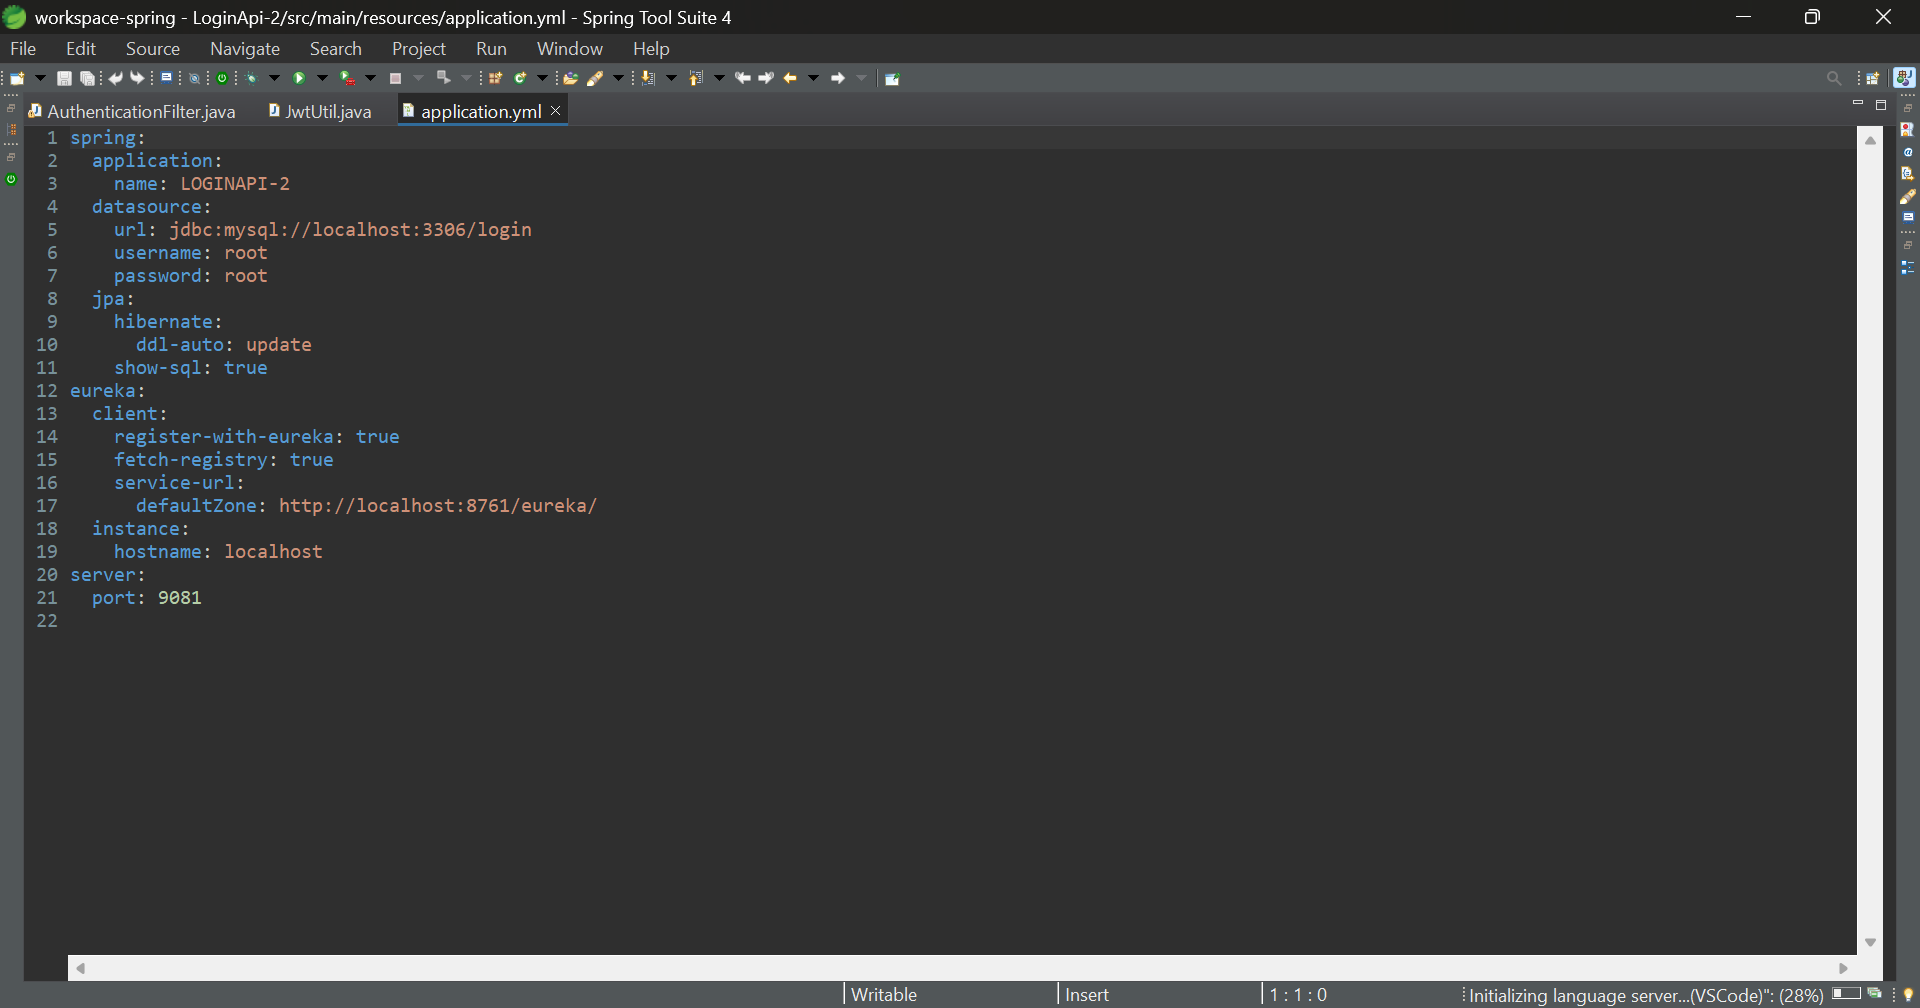 workspace-spring - LoginApi-2/src/main/resources/application.yml - Spring Tool Suite 4
File Edit Source Navigate Search Project Run Window Help
AuthenticationFilter.java JwtUtil.java application.yml
1 spring:
2   application:
3     name: LOGINAPI-2
4   datasource:
5     url: jdbc:mysql://localhost:3306/login
6     username: root
7     password: root
8   jpa:
9     hibernate:
10       ddl-auto: update
11     show-sql: true
12 eureka:
13   client:
14     register-with-eureka: true
15     fetch-registry: true
16     service-url:
17       defaultZone: http://localhost:8761/eureka/
18   instance:
19     hostname: localhost
20 server:
21   port: 9081
22
Writable Insert 1 : 1 : 0 Initializing language server...(VSCode)": (28%)